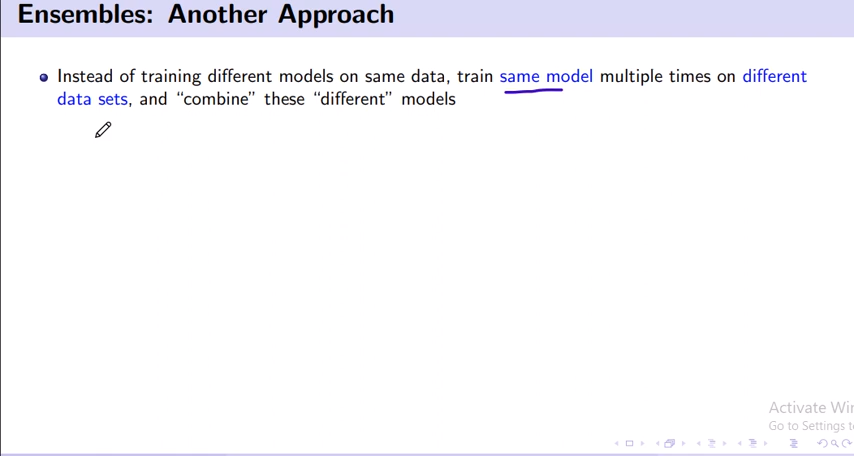 Ensembles: Another Approach
Instead of training different models on same data, train same model multiple times on different
data sets, and “combine” these “different” models
Activate
Go to Settings